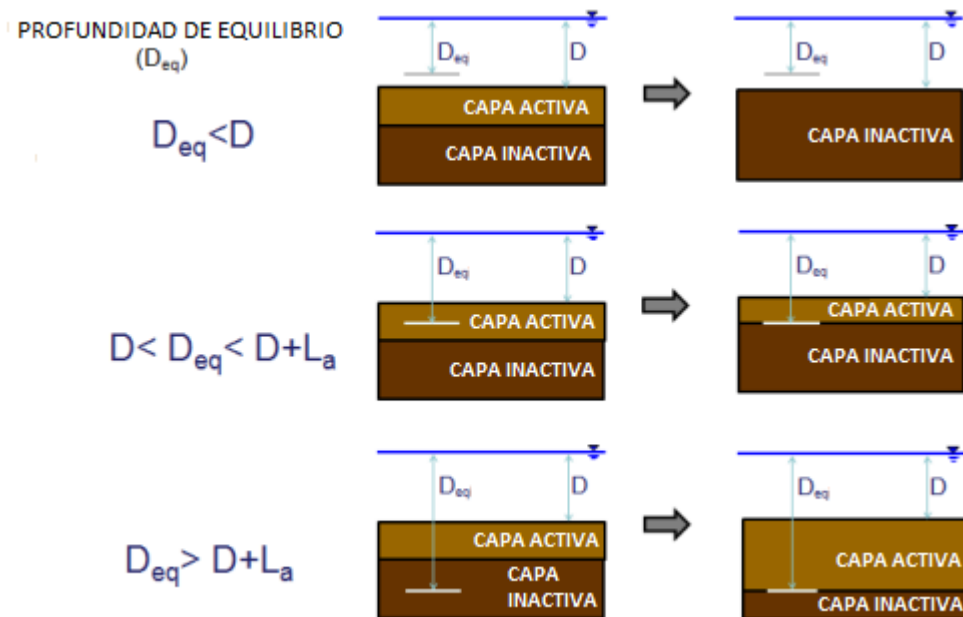 PROFUNDIDAD DE EQUILIBRIO
(Deq)
Deq<D
Deq
D
CAPA ACTIVA
CAPA INACTIVA
Deq
D
CAPA INACTIVA
D< Deq< D+La
Deq
D
CAPA ACTIVA
CAPA INACTIVA
Deq
D
CAPA ACTIVA
CAPA INACTIVA
Deq> D+La
Deq
D
CAPA ACTIVA
CAPA
INACTIVA
Deq
D
CAPA ACTIVA
CAPA INACTIVA